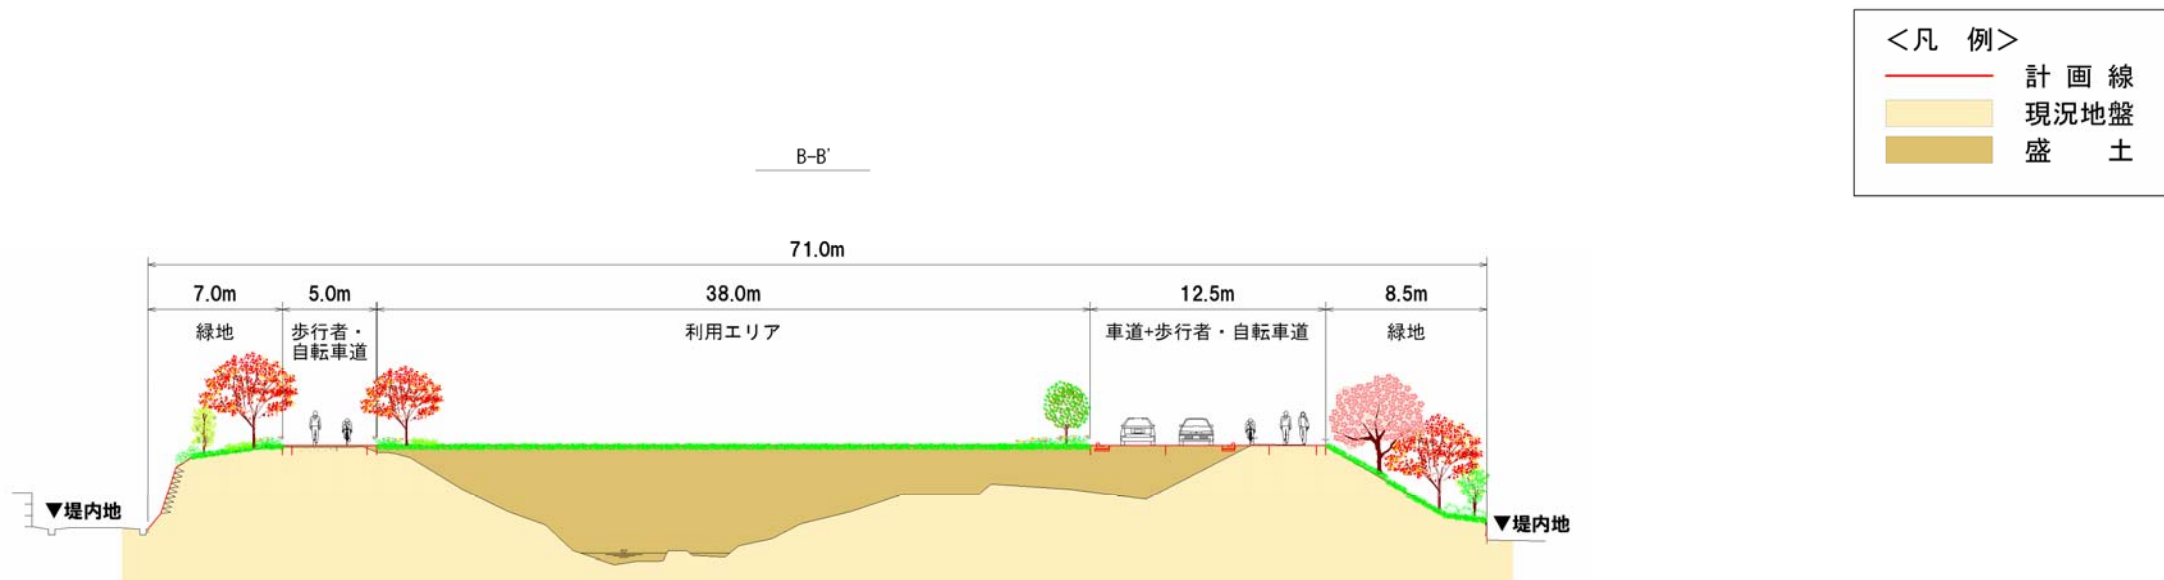 ＜凡　例＞
計 画 線
現況地盤
盛　　土
B-B'
71.0m
7.0m 5.0m 38.0m 12.5m 8.5m
緑地 歩行者・自転車道 利用エリア 車道+歩行者・自転車道 緑地
▼堤内地
▼堤内地